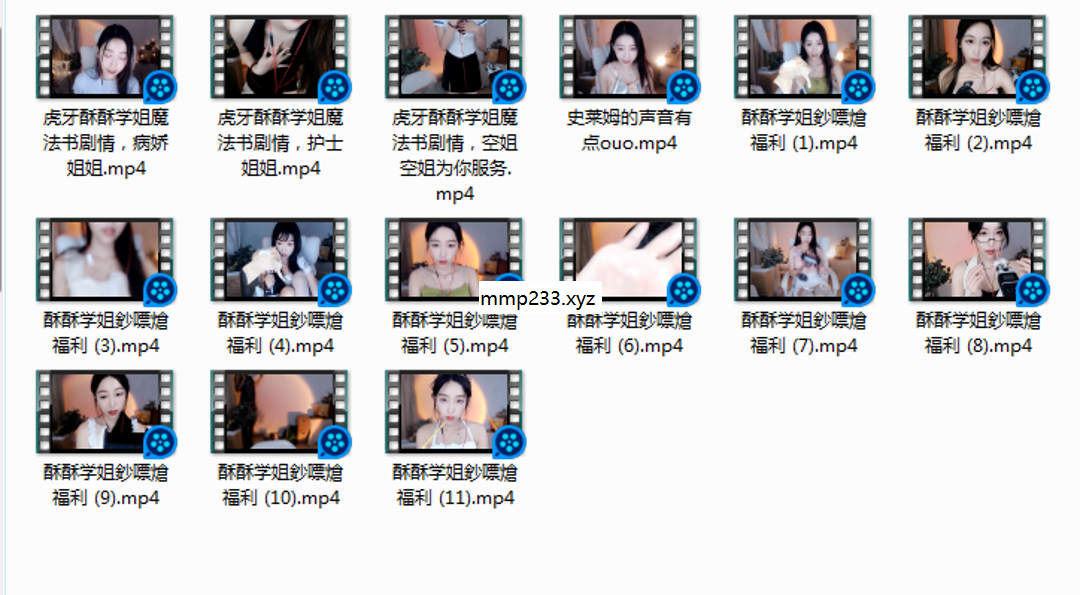 虎牙酥酥学姐魔
法书剧情，病娇
姐姐.mp4
虎牙酥酥学姐魔
法书剧情，护士
姐姐.mp4
虎牙酥酥学姐魔
法书剧情，空姐
空姐为你服务.
mp4
史莱姆的声音有
点ouo.mp4
酥酥学姐鈔嘌熗
福利 (1).mp4
酥酥学姐鈔嘌熗
福利 (2).mp4
酥酥学姐鈔嘌熗
福利 (3).mp4
酥酥学姐鈔嘌熗
福利 (4).mp4
酥酥学姐鈔嘌熗
福利 (5).mp4
mmp233.xyz
酥酥学姐鈔嘌熗
福利 (6).mp4
酥酥学姐鈔嘌熗
福利 (7).mp4
酥酥学姐鈔嘌熗
福利 (8).mp4
酥酥学姐鈔嘌熗
福利 (9).mp4
酥酥学姐鈔嘌熗
福利 (10).mp4
酥酥学姐鈔嘌熗
福利 (11).mp4